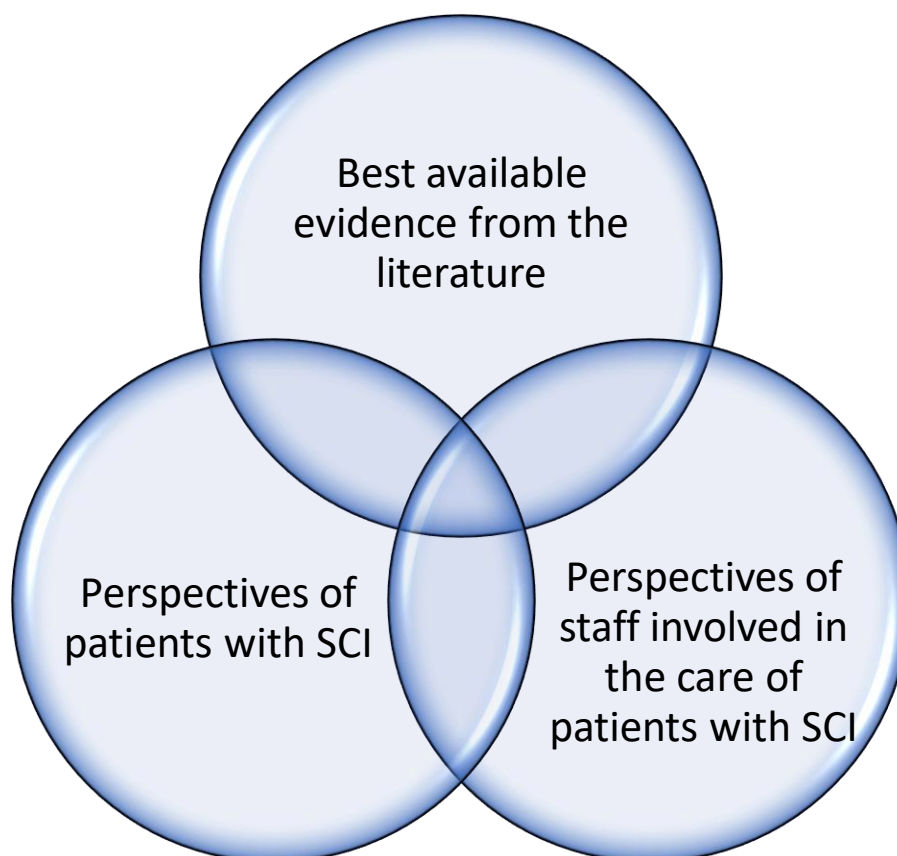 Best available
evidence from the
literature
Perspectives of
patients with SCI
Perspectives of
staff involved in
the care of
patients with SCI